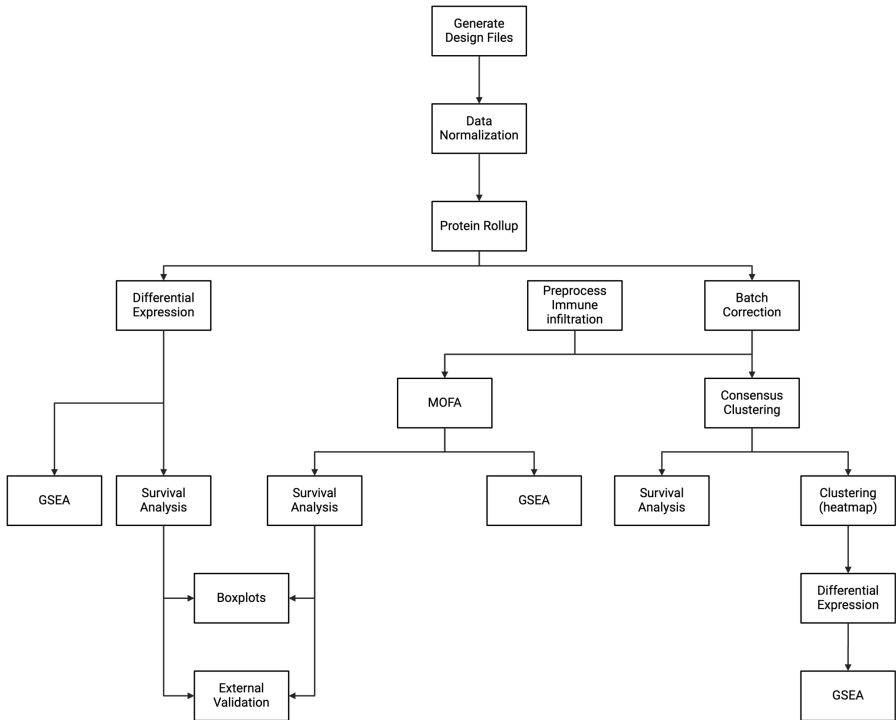 Generate
Design Files
Data
Normalization
Protein Rollup
Differential
Expression
Preprocess
Immune
infiltration
Batch
Correction
MOFA
Consensus
Clustering
GSEA
Survival
Analysis
Survival
Analysis
GSEA
Survival
Analysis
Clustering
(heatmap)
Boxplots
Differential
Expression
External
Validation
GSEA